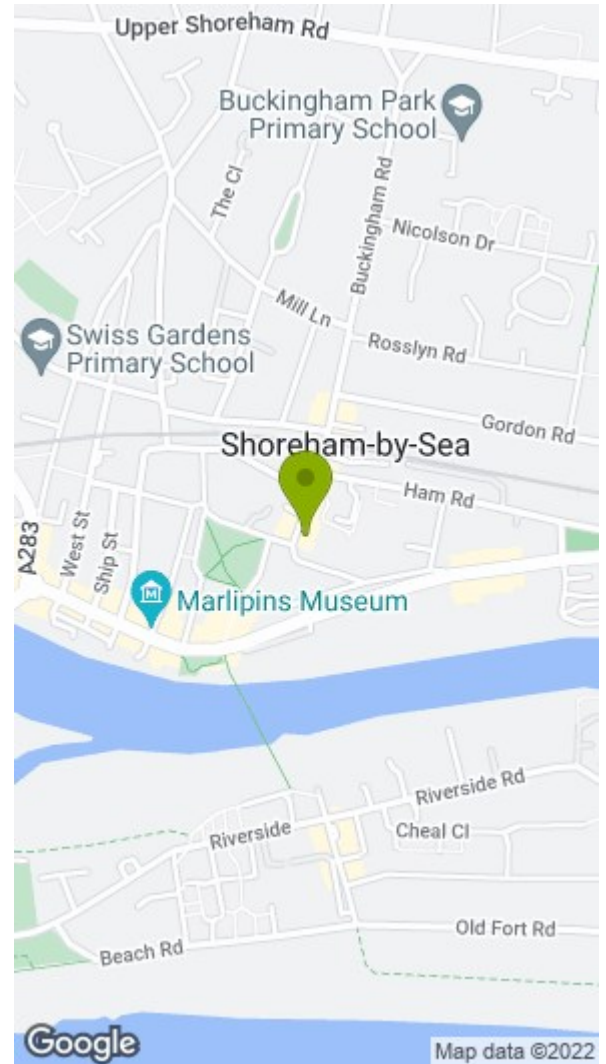 Upper Shoreham Rd
Buckingham Park
Primary School
The Cl
Buckingham Rd
Nicolson Dr
Mill Ln
Swiss Gardens
Primary School
Rosslyn Rd
Gordon Rd
Shoreham-by-Sea
Ham Rd
A283
West St
Ship St
M
Marlipins Museum
Riverside Rd
Riverside
Cheal Cl
Old Fort Rd
Beach Rd
Google
Map data ©2022